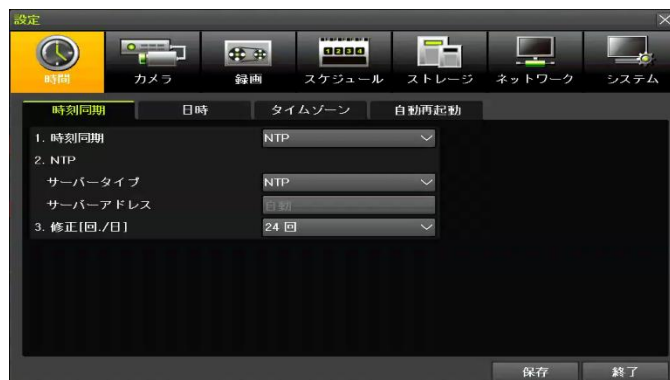 設定
時間 カメラ 録画 スケジュール ストレージ ネットワーク システム
時刻同期 日時 タイムゾーン 自動再起動
1. 時刻同期 NTP
2. NTP
サーバータイプ NTP
サーバーアドレス 自動
3. 修正[回./日] 24 回
保存 終了